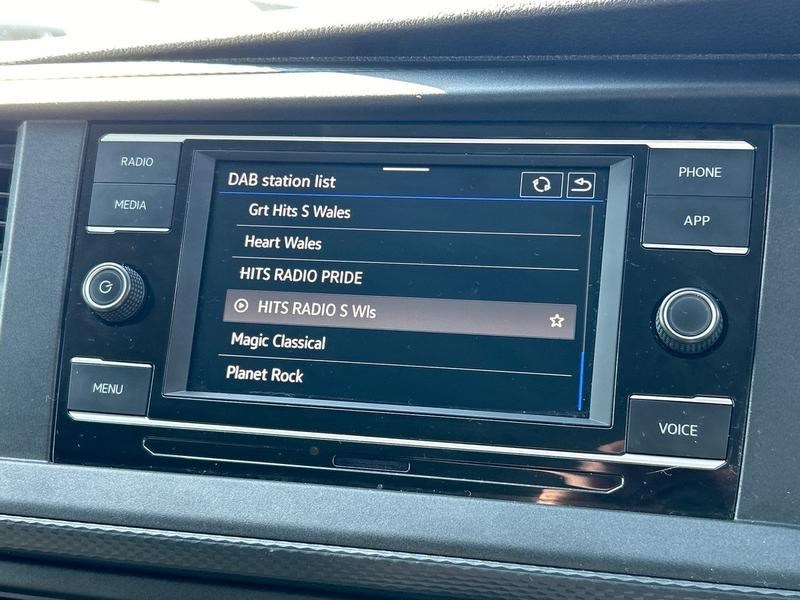 RADIO
MEDIA
MENU
DAB station list
Grt Hits S Wales
Heart Wales
HITS RADIO PRIDE
HITS RADIO S Wls
Magic Classical
Planet Rock
PHONE
APP
VOICE